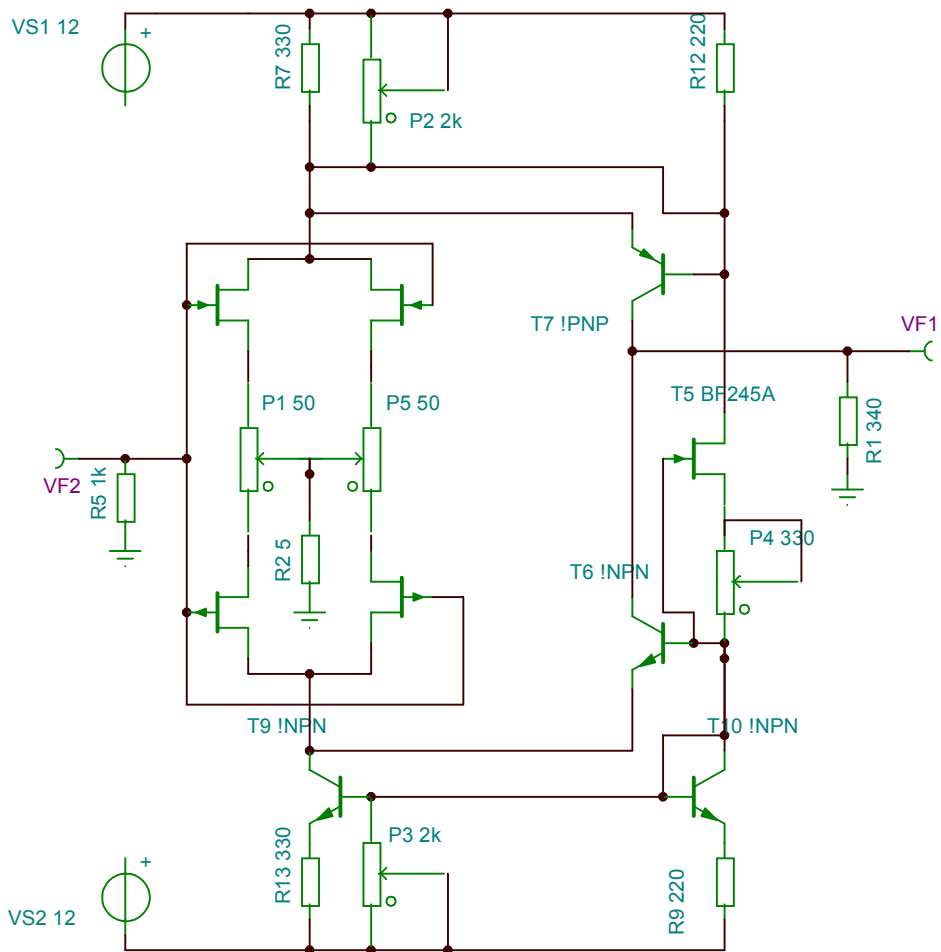 VS1 12
+
R7 330
P2 2k
R12 220
T7 !PNP
VF1
P1 50
P5 50
T5 BF245A
R1 340
VF2
R5 1k
R2 5
P4 330
T6 !NPN
T9 !NPN
T10 !NPN
P3 2k
R13 330
R9 220
+
VS2 12